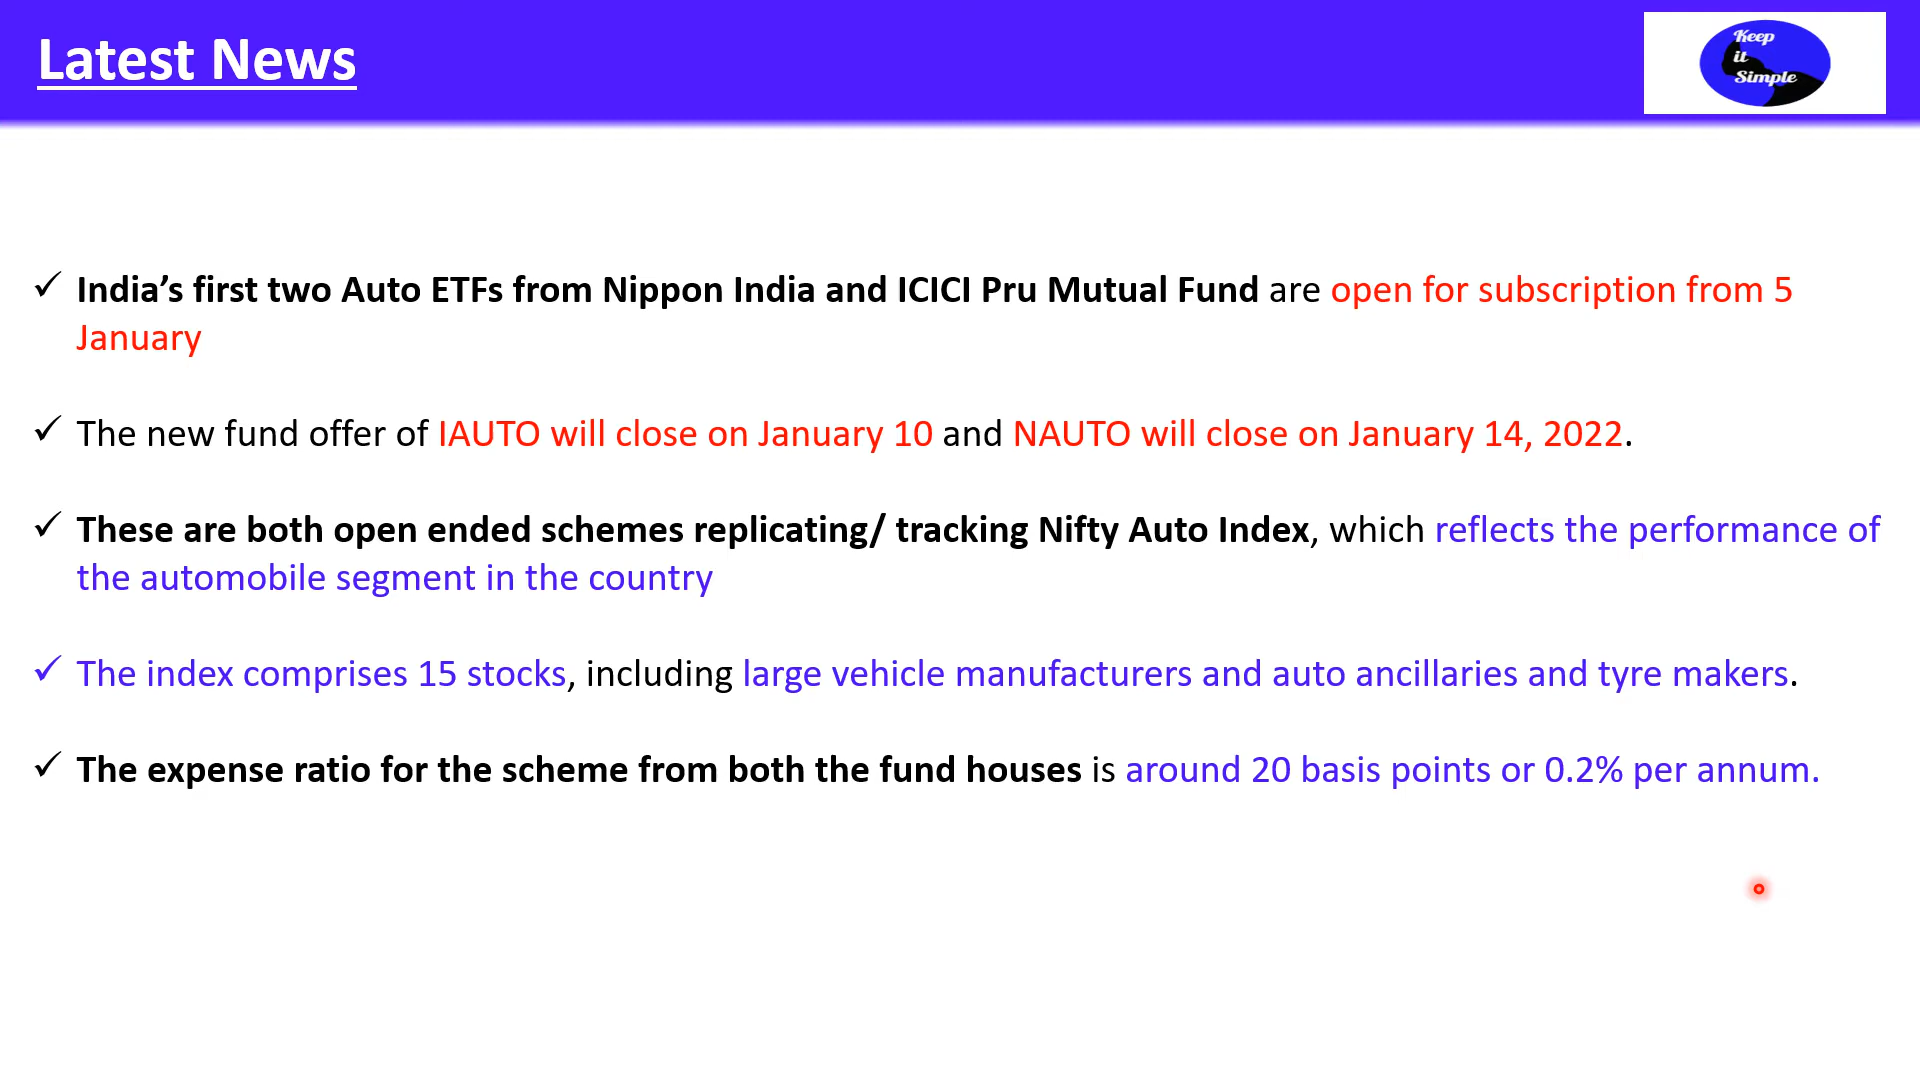 Latest News
Keep
it
Simple
✓ India’s first two Auto ETFs from Nippon India and ICICI Pru Mutual Fund are open for subscription from 5
January
✓ The new fund offer of IAUTO will close on January 10 and NAUTO will close on January 14, 2022.
✓ These are both open ended schemes replicating/ tracking Nifty Auto Index, which reflects the performance of
the automobile segment in the country
✓ The index comprises 15 stocks, including large vehicle manufacturers and auto ancillaries and tyre makers.
✓ The expense ratio for the scheme from both the fund houses is around 20 basis points or 0.2% per annum.